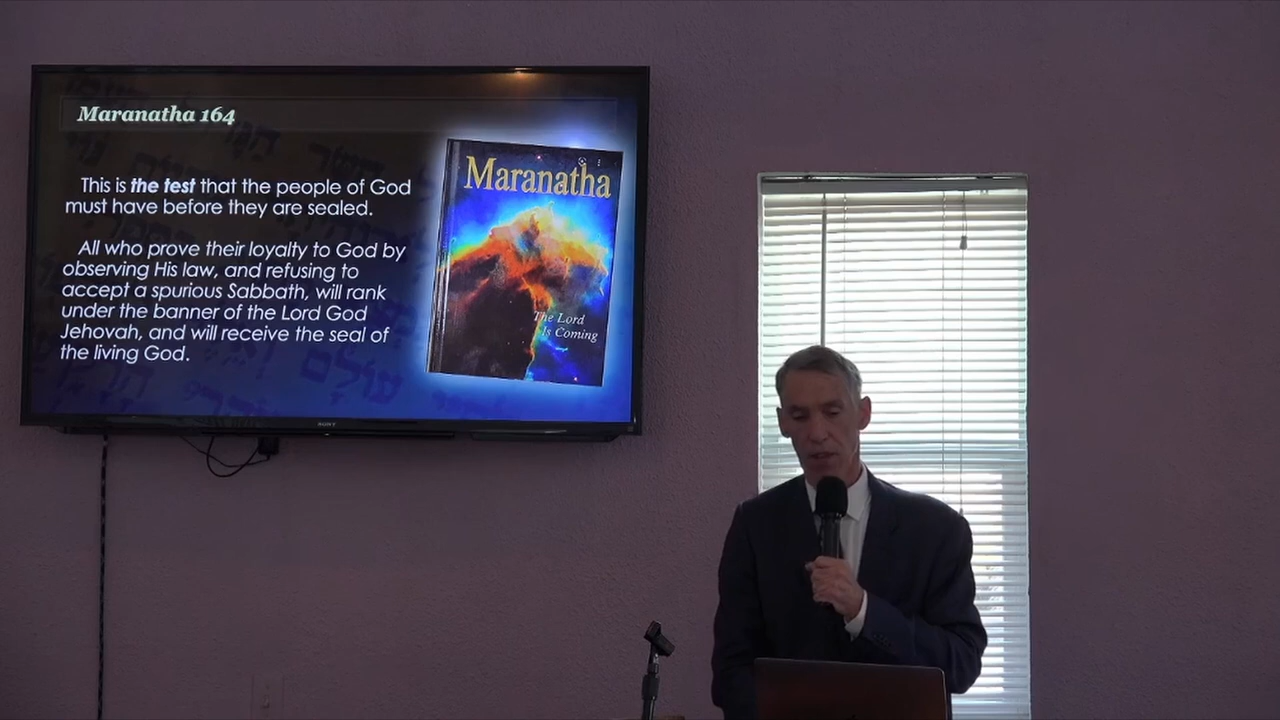 Maranatha 164
This is the test that the people of God
must have before they are sealed.
All who prove their loyalty to God by
observing His law, and refusing to
accept a spurious Sabbath, will rank
under the banner of the Lord God
Jehovah, and will receive the seal of
the living God.
Maranatha
The Lord
Is Coming
SONY